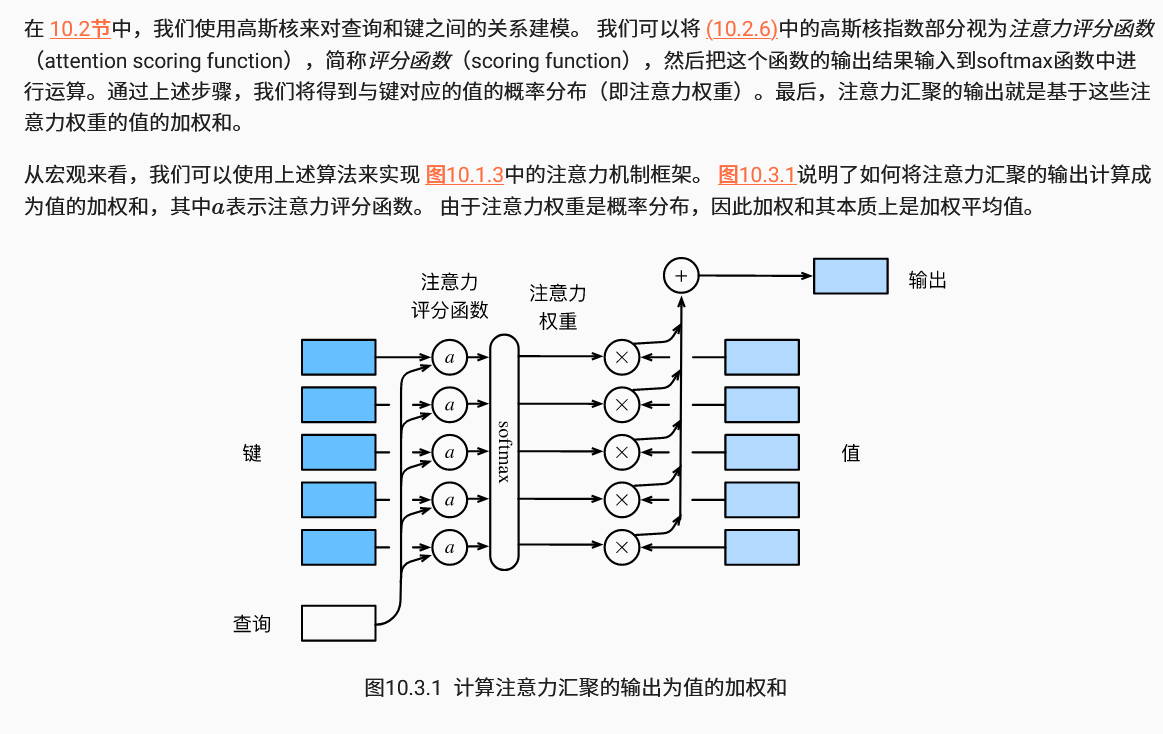 在 10.2节中，我们使用高斯核来对查询和键之间的关系建模。 我们可以将 (10.2.6)中的高斯核指数部分视为注意力评分函数
（attention scoring function），简称评分函数（scoring function），然后把这个函数的输出结果输入到softmax函数中进
行运算。通过上述步骤，我们将得到与键对应的值的概率分布（即注意力权重）。最后，注意力汇聚的输出就是基于这些注
意力权重的值的加权和。
从宏观来看，我们可以使用上述算法来实现 图10.1.3中的注意力机制框架。 图10.3.1说明了如何将注意力汇聚的输出计算成
为值的加权和，其中a表示注意力评分函数。 由于注意力权重是概率分布，因此加权和其本质上是加权平均值。
+
输出
注意力
评分函数
注意力
权重
a
×
a
×
键
a
softmax
×
值
a
×
a
×
查询
图10.3.1 计算注意力汇聚的输出为值的加权和